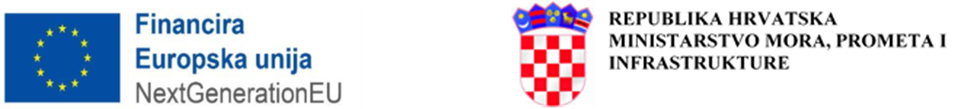 Financira
Europska unija
NextGenerationEU
REPUBLIKA HRVATSKA
MINISTARSTVO MORA, PROMETA I
INFRASTRUKTURE